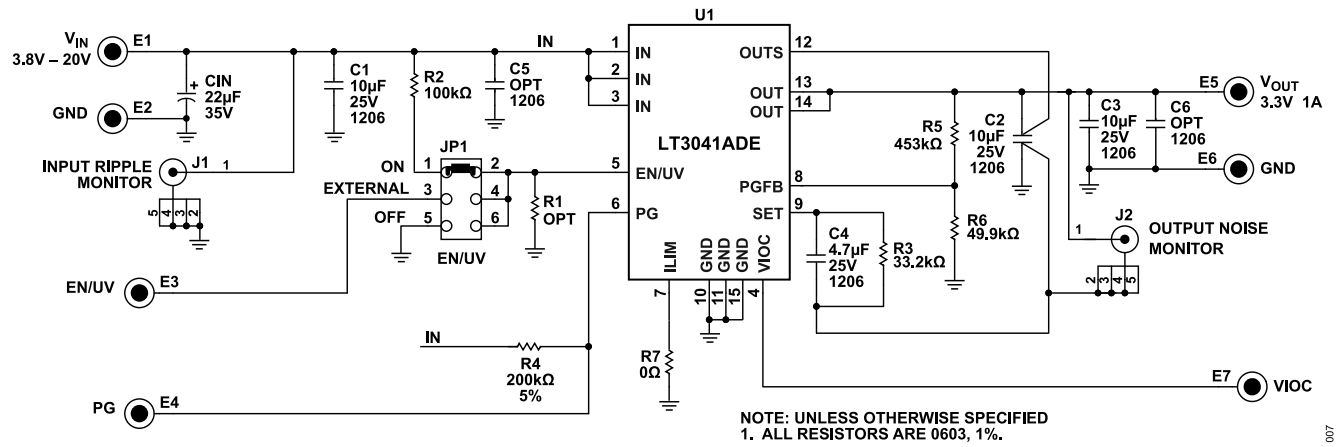 U1
LT3041ADE
V_IN E1
3.8V – 20V
GND E2
+ CIN
22µF
35V
INPUT RIPPLE
MONITOR
J1
1
5
4
3
2
C1
10µF
25V
1206
R2
100kΩ
C5
OPT
1206
IN
JP1
ON 1 2
EXTERNAL 3 4
OFF 5 6
EN/UV
R1
OPT
EN/UV E3
IN
R4
200kΩ
5%
PG E4
1 IN
2 IN
3 IN
5 EN/UV
6 PG
ILIM
GND
GND
GND
VIOC
7
10
11
15
4
R7
0Ω
OUTS 12
OUT 13
OUT 14
PGFB 8
SET 9
C4
4.7µF
25V
1206
R3
33.2kΩ
R5
453kΩ
R6
49.9kΩ
C2
10µF
25V
1206
C3
10µF
25V
1206
C6
OPT
1206
E5 V_OUT
3.3V 1A
E6 GND
J2
1 OUTPUT NOISE
MONITOR
2
3
4
5
E7 VIOC
NOTE: UNLESS OTHERWISE SPECIFIED
1. ALL RESISTORS ARE 0603, 1%.
007